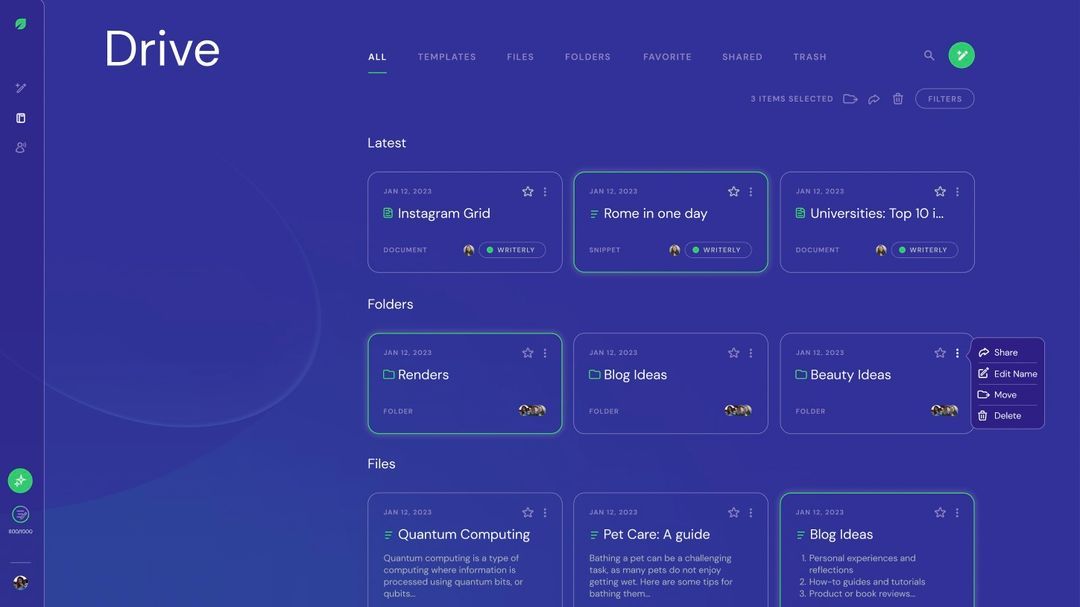 Drive
ALL TEMPLATES FILES FOLDERS FAVORITE SHARED TRASH
3 ITEMS SELECTED FILTERS
Latest
JAN 12, 2023
Instagram Grid
DOCUMENT WRITERLY
JAN 12, 2023
Rome in one day
SNIPPET WRITERLY
JAN 12, 2023
Universities: Top 10 i...
DOCUMENT WRITERLY
Folders
JAN 12, 2023
Renders
FOLDER
JAN 12, 2023
Blog Ideas
FOLDER
JAN 12, 2023
Beauty Ideas
FOLDER
Share
Edit Name
Move
Delete
Files
JAN 12, 2023
Quantum Computing
Quantum computing is a type of
computing where information is
processed using quantum bits, or
qubits...
JAN 12, 2023
Pet Care: A guide
Bathing a pet can be a challenging
task, as many pets do not enjoy
getting wet. Here are some tips for
bathing them...
JAN 12, 2023
Blog Ideas
1. Personal experiences and
reflections
2. How-to guides and tutorials
3. Product or book reviews...
800/1000